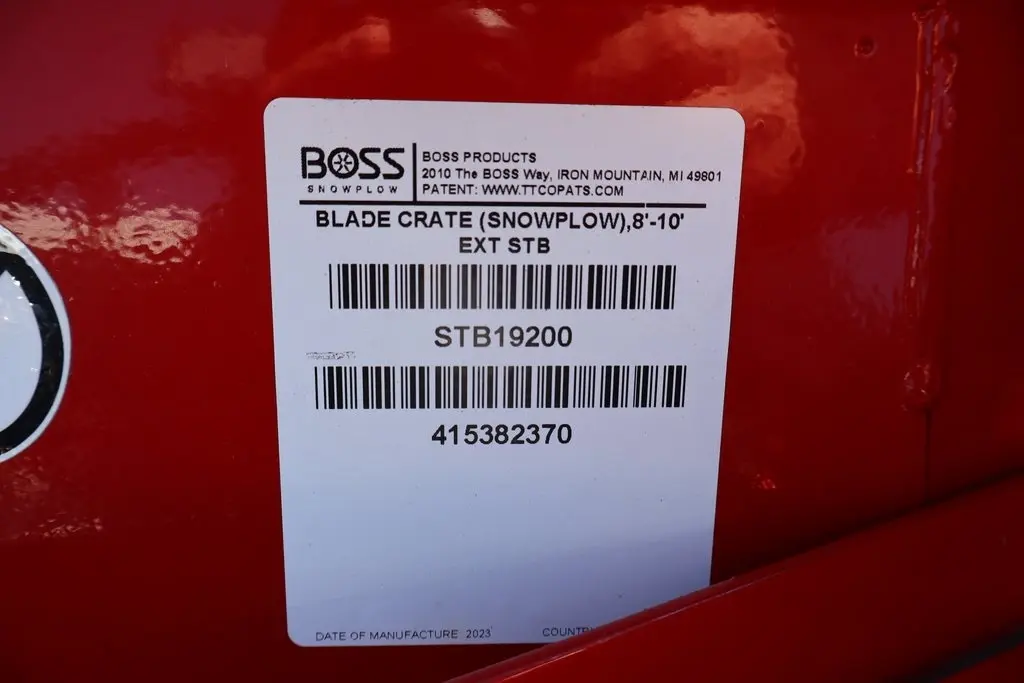 BOSS
SNOWPLOW
BOSS PRODUCTS
2010 The BOSS Way, IRON MOUNTAIN, MI 49801
PATENT: WWW.TTCOPATS.COM
BLADE CRATE (SNOWPLOW),8'-10'
EXT STB
STB19200
415382370
DATE OF MANUFACTURE 2023